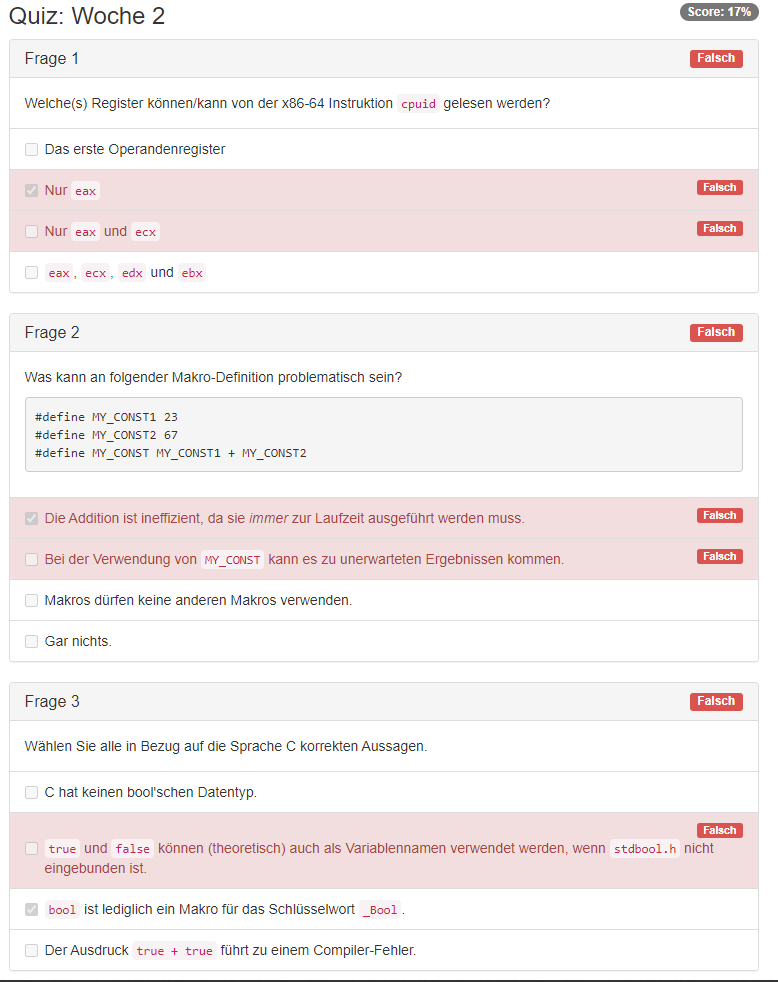 Quiz: Woche 2
Score: 17%
Frage 1
Falsch
Welche(s) Register können/kann von der x86-64 Instruktion cpuid gelesen werden?
Das erste Operandenregister
Nur eax
Falsch
Nur eax und ecx
Falsch
eax, ecx, edx und ebx
Frage 2
Falsch
Was kann an folgender Makro-Definition problematisch sein?
#define MY_CONST1 23
#define MY_CONST2 67
#define MY_CONST MY_CONST1 + MY_CONST2
Die Addition ist ineffizient, da sie immer zur Laufzeit ausgeführt werden muss.
Falsch
Bei der Verwendung von MY_CONST kann es zu unerwarteten Ergebnissen kommen.
Falsch
Makros dürfen keine anderen Makros verwenden.
Gar nichts.
Frage 3
Falsch
Wählen Sie alle in Bezug auf die Sprache C korrekten Aussagen.
C hat keinen bool'schen Datentyp.
Falsch
true und false können (theoretisch) auch als Variablennamen verwendet werden, wenn stdbool.h nicht
eingebunden ist.
bool ist lediglich ein Makro für das Schlüsselwort _Bool.
Der Ausdruck true + true führt zu einem Compiler-Fehler.